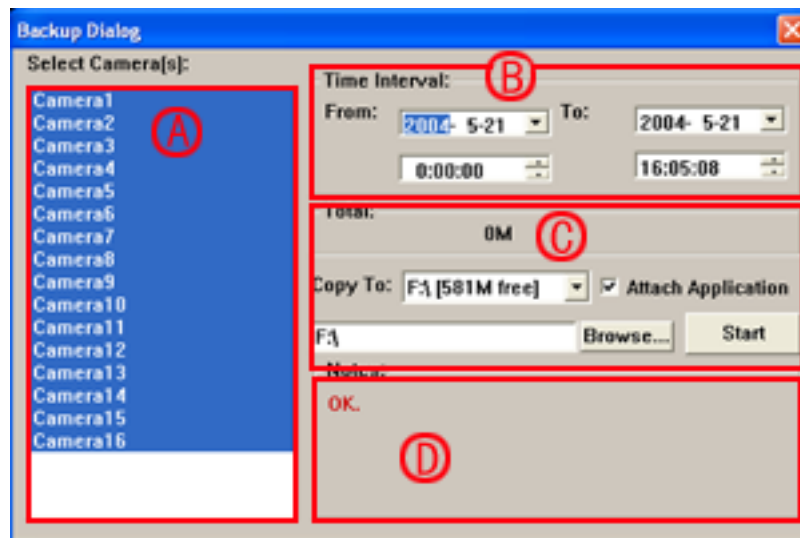 Backup Dialog
Select Camera[s]:
Camera1
Camera2
Camera3
Camera4
Camera5
Camera6
Camera7
Camera8
Camera9
Camera10
Camera11
Camera12
Camera13
Camera14
Camera15
Camera16
A
B
Time Interval:
From: 2004- 5-21 To: 2004- 5-21
0:00:00 16:05:08
Total:
0M
C
Copy To: F:\ [581M free] Attach Application
F:\ Browse... Start
Notes:
OK.
D